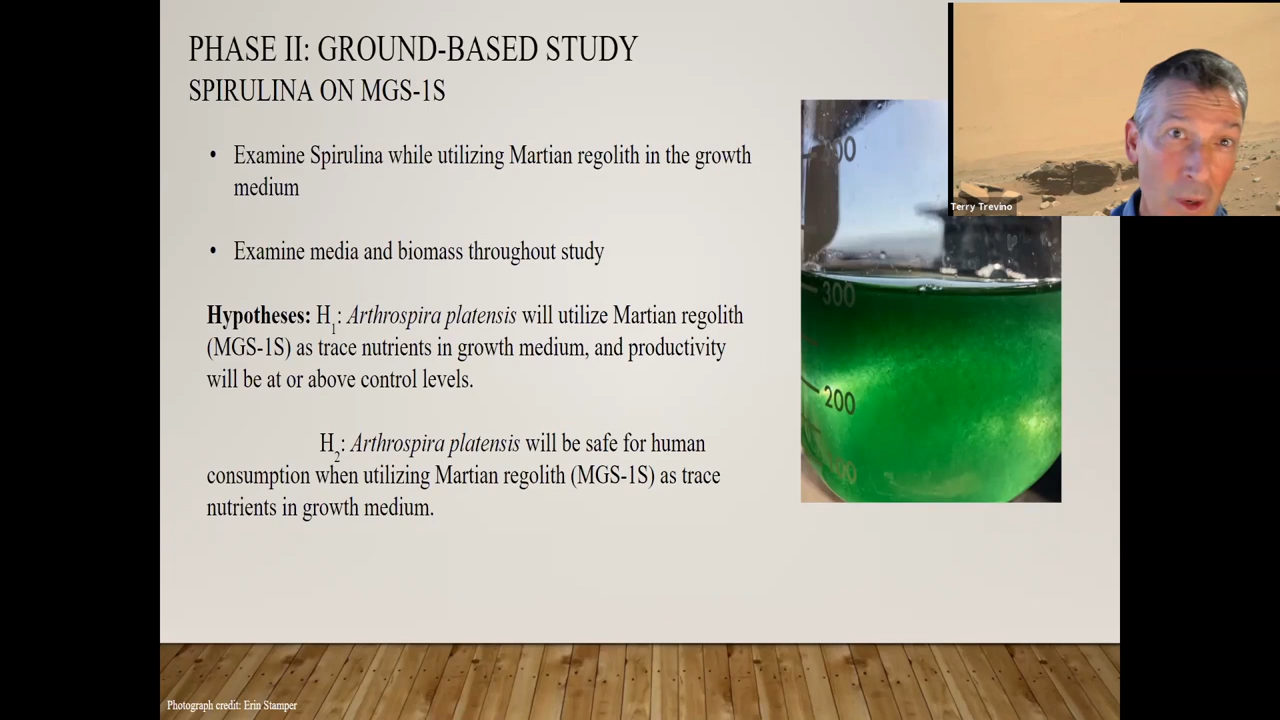 PHASE II: GROUND-BASED STUDY
SPIRULINA ON MGS-1S
• Examine Spirulina while utilizing Martian regolith in the growth
medium
• Examine media and biomass throughout study
Hypotheses: H1: Arthrospira platensis will utilize Martian regolith
(MGS-1S) as trace nutrients in growth medium, and productivity
will be at or above control levels.
H2: Arthrospira platensis will be safe for human
consumption when utilizing Martian regolith (MGS-1S) as trace
nutrients in growth medium.
300
200
Terry Trevino
Photograph credit: Erin Stamper